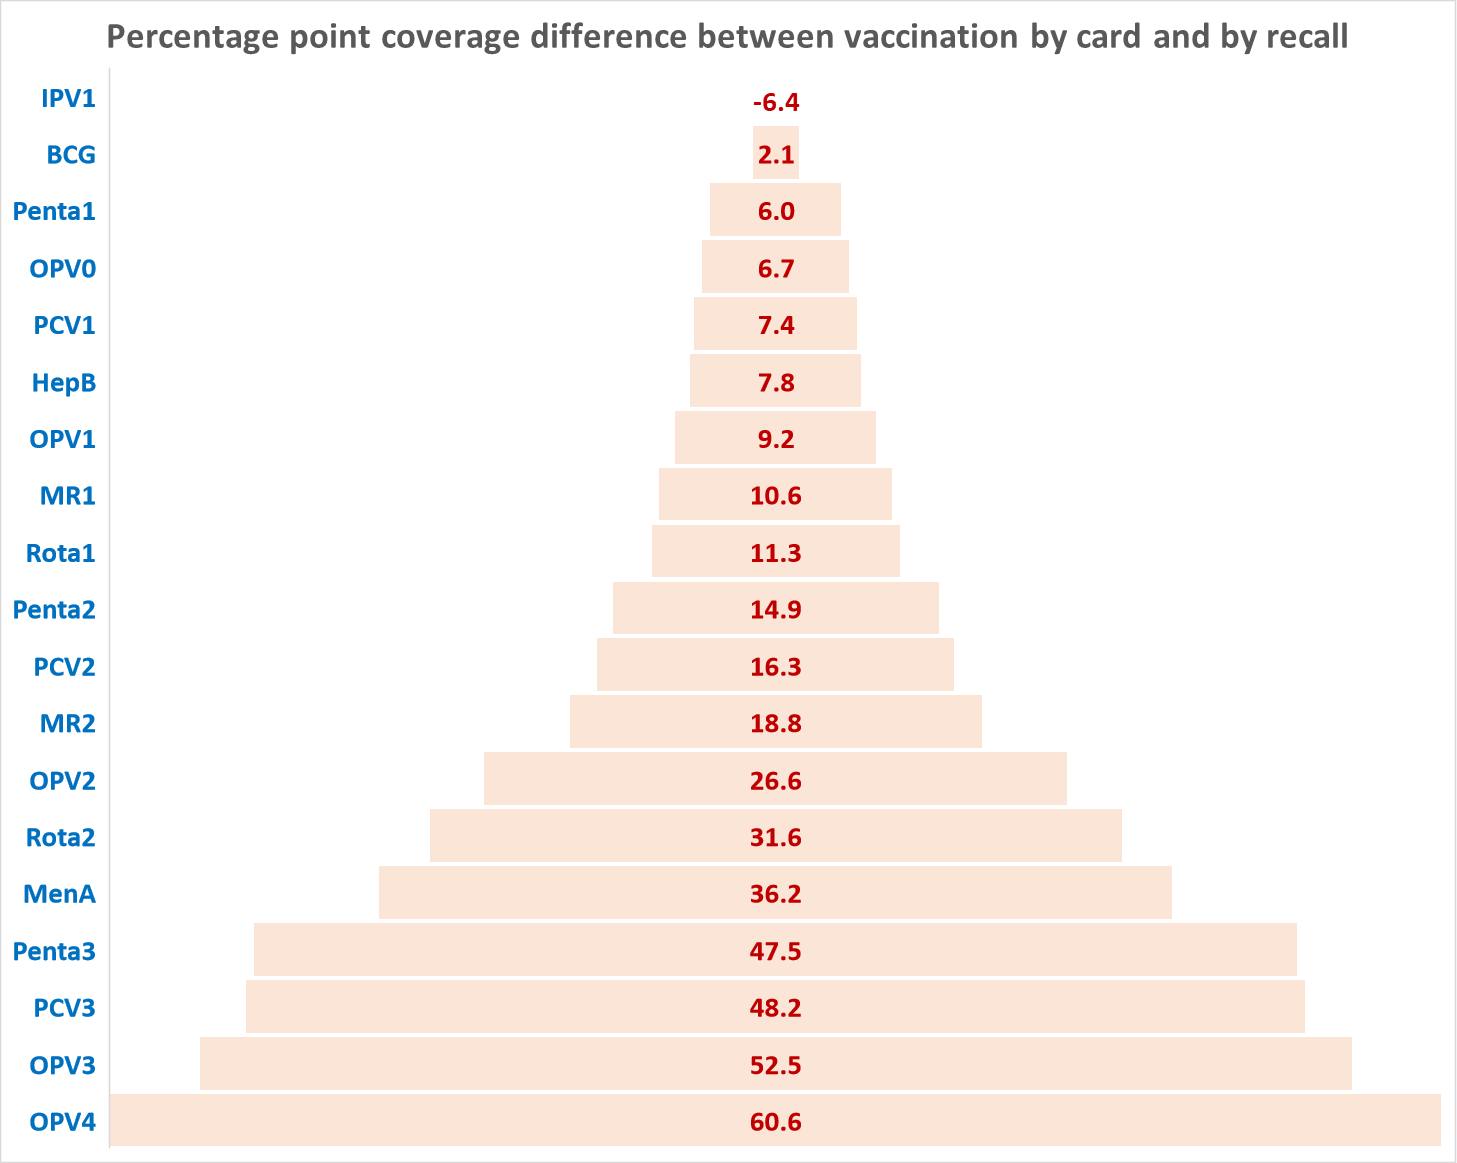 Percentage point coverage difference between vaccination by card and by recall
IPV1 -6.4
BCG 2.1
Penta1 6.0
OPV0 6.7
PCV1 7.4
HepB 7.8
OPV1 9.2
MR1 10.6
Rota1 11.3
Penta2 14.9
PCV2 16.3
MR2 18.8
OPV2 26.6
Rota2 31.6
MenA 36.2
Penta3 47.5
PCV3 48.2
OPV3 52.5
OPV4 60.6